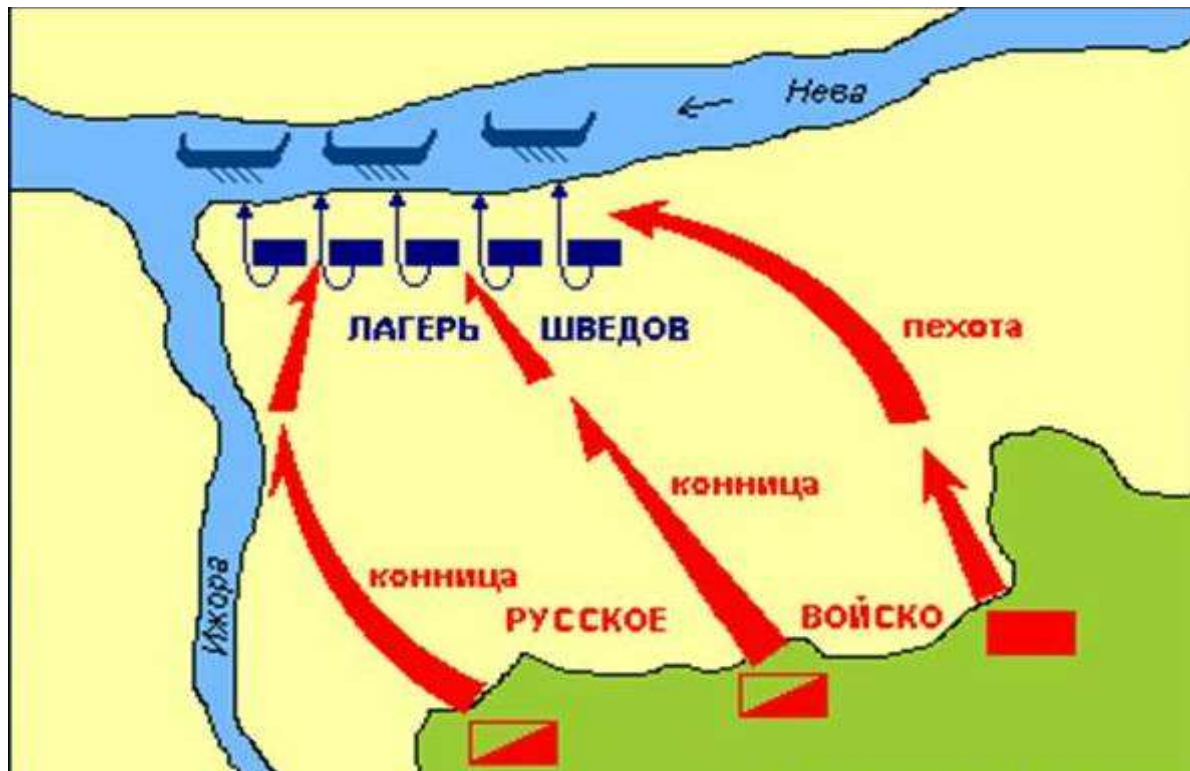 Нева
ЛАГЕРЬ ШВЕДОВ
пехота
конница
конница
РУССКОЕ ВОЙСКО
Ижора